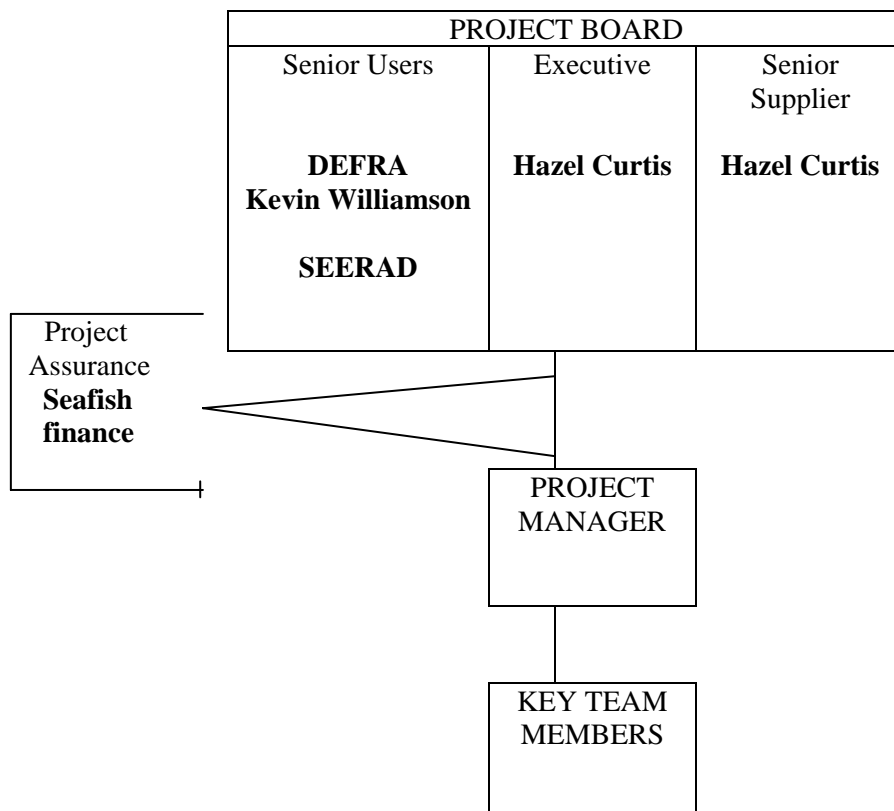 PROJECT BOARD
Senior Users
DEFRA
Kevin Williamson
SEERAD
Executive
Hazel Curtis
Senior
Supplier
Hazel Curtis
Project
Assurance
Seafish
finance
PROJECT
MANAGER
KEY TEAM
MEMBERS